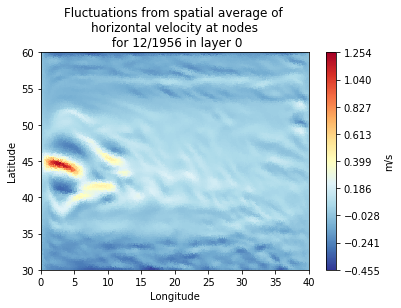 Fluctuations from spatial average of
horizontal velocity at nodes
for 12/1956 in layer 0
60
55
50
45
40
35
30
Latitude
0 5 10 15 20 25 30 35 40
Longitude
1.254
1.040
0.827
0.613
0.399
0.186
−0.028
−0.241
−0.455
m/s